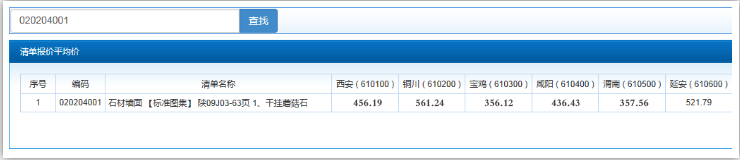 020204001 查找
清单报价平均价
序号 编码 清单名称 西安（610100） 铜川（610200） 宝鸡（610300） 咸阳（610400） 渭南（610500） 延安（610600）
1 020204001 石材墙面 【标准图集】 陕09J03-63页 1、干挂蘑菇石 456.19 561.24 356.12 436.43 357.56 521.79